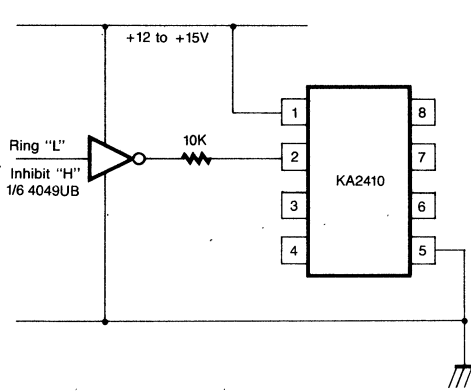 +12 to +15V
Ring "L"
Inhibit "H"
1/6 4049UB
10K
KA2410
1
2
3
4
8
7
6
5